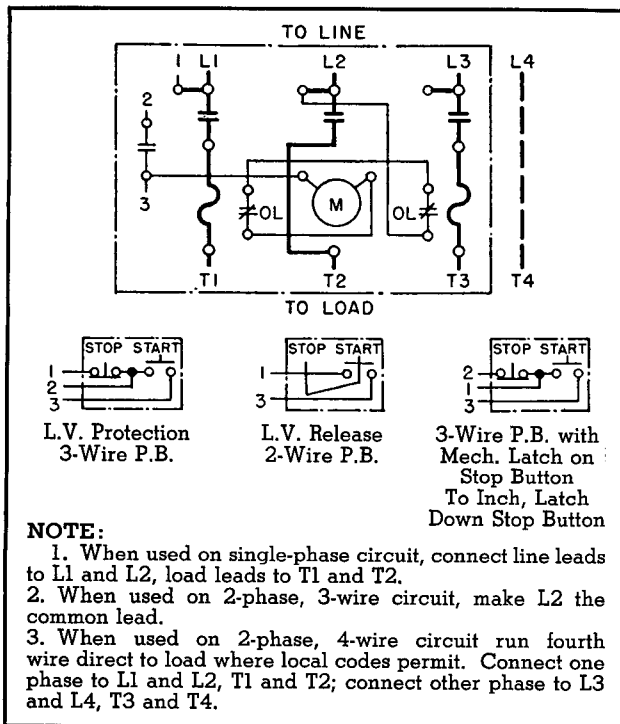 TO LINE
1 L1 L2 L3 L4
2
3
OL M OL
T1 T2 T3 T4
TO LOAD
STOP START
1
2
3
L.V. Protection
3-Wire P.B.
STOP START
1
3
L.V. Release
2-Wire P.B.
STOP START
2
1
3
3-Wire P.B. with
Mech. Latch on
Stop Button
To Inch, Latch
Down Stop Button
NOTE:
1. When used on single-phase circuit, connect line leads
to L1 and L2, load leads to T1 and T2.
2. When used on 2-phase, 3-wire circuit, make L2 the
common lead.
3. When used on 2-phase, 4-wire circuit run fourth
wire direct to load where local codes permit. Connect one
phase to L1 and L2, T1 and T2; connect other phase to L3
and L4, T3 and T4.